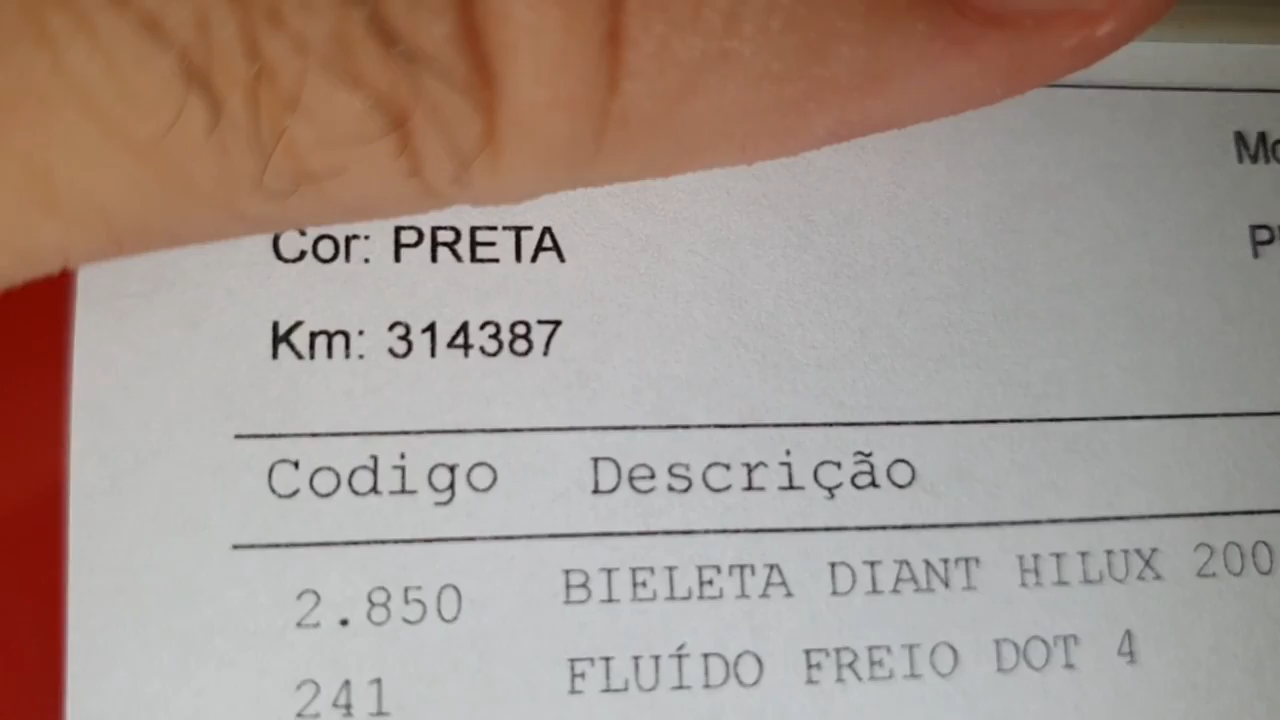 Cor: PRETA
Km: 314387
Codigo Descrição
2.850 BIELETA DIANT HILUX 200
241 FLUÍDO FREIO DOT 4